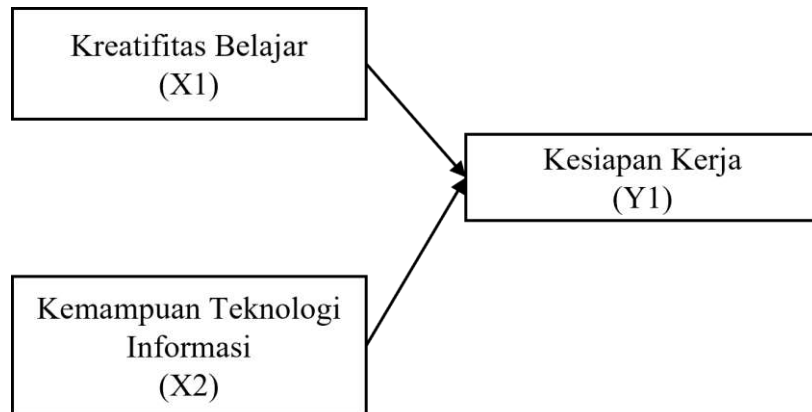 Kreatifitas Belajar
(X1)
Kesiapan Kerja
(Y1)
Kemampuan Teknologi
Informasi
(X2)